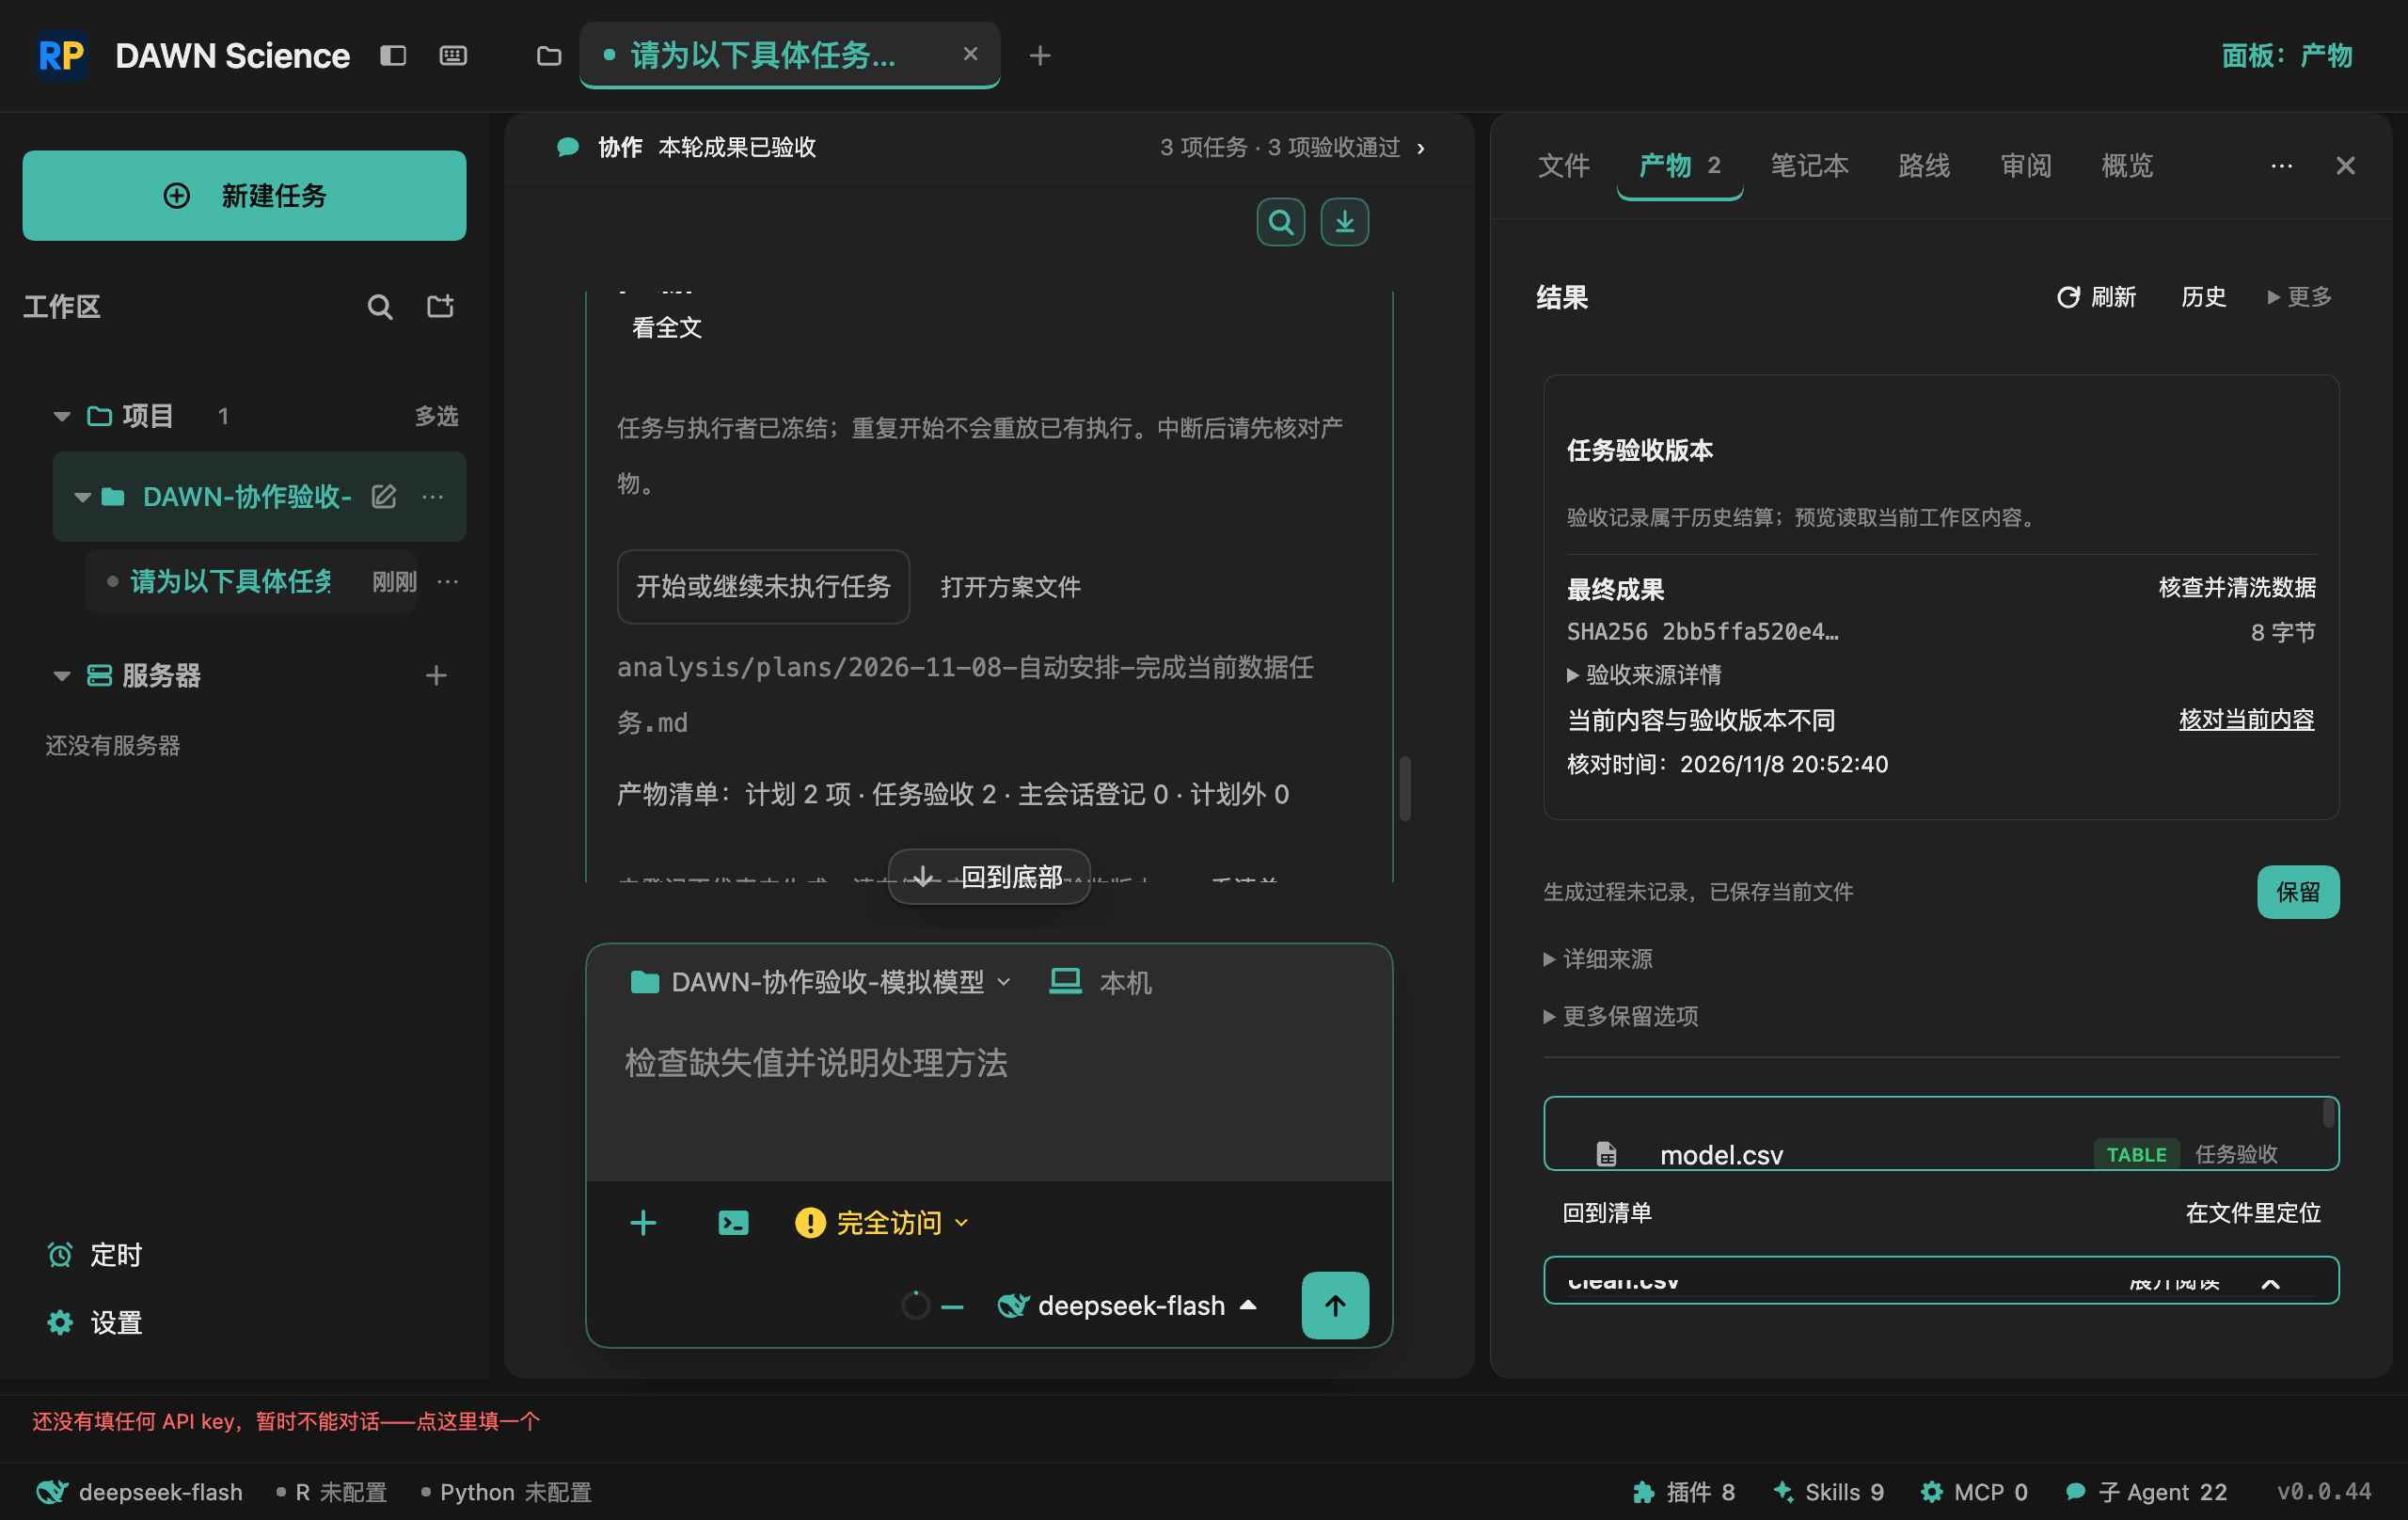 RP DAWN Science
请为以下具体任务...
面板：产物
新建任务
工作区
项目 1 多选
DAWN-协作验收-
请为以下具体任务 刚刚
服务器
还没有服务器
定时
设置
协作 本轮成果已验收 3 项任务 · 3 项验收通过
看全文
任务与执行者已冻结；重复开始不会重放已有执行。中断后请先核对产
物。
开始或继续未执行任务 打开方案文件
analysis/plans/2026-11-08-自动安排-完成当前数据任
务.md
产物清单：计划 2 项 · 任务验收 2 · 主会话登记 0 · 计划外 0
回到底部
DAWN-协作验收-模拟模型 本机
检查缺失值并说明处理方法
完全访问
deepseek-flash
文件 产物 2 笔记本 路线 审阅 概览
结果 刷新 历史 更多
任务验收版本
验收记录属于历史结算；预览读取当前工作区内容。
最终成果 核查并清洗数据
SHA256 2bb5ffa520e4… 8 字节
验收来源详情
当前内容与验收版本不同 核对当前内容
核对时间：2026/11/8 20:52:40
生成过程未记录，已保存当前文件 保留
详细来源
更多保留选项
model.csv TABLE 任务验收
回到清单 在文件里定位
clean.csv 展开阅读
还没有填任何 API key，暂时不能对话——点这里填一个
deepseek-flash R 未配置 Python 未配置 插件 8 Skills 9 MCP 0 子 Agent 22 v0.0.44